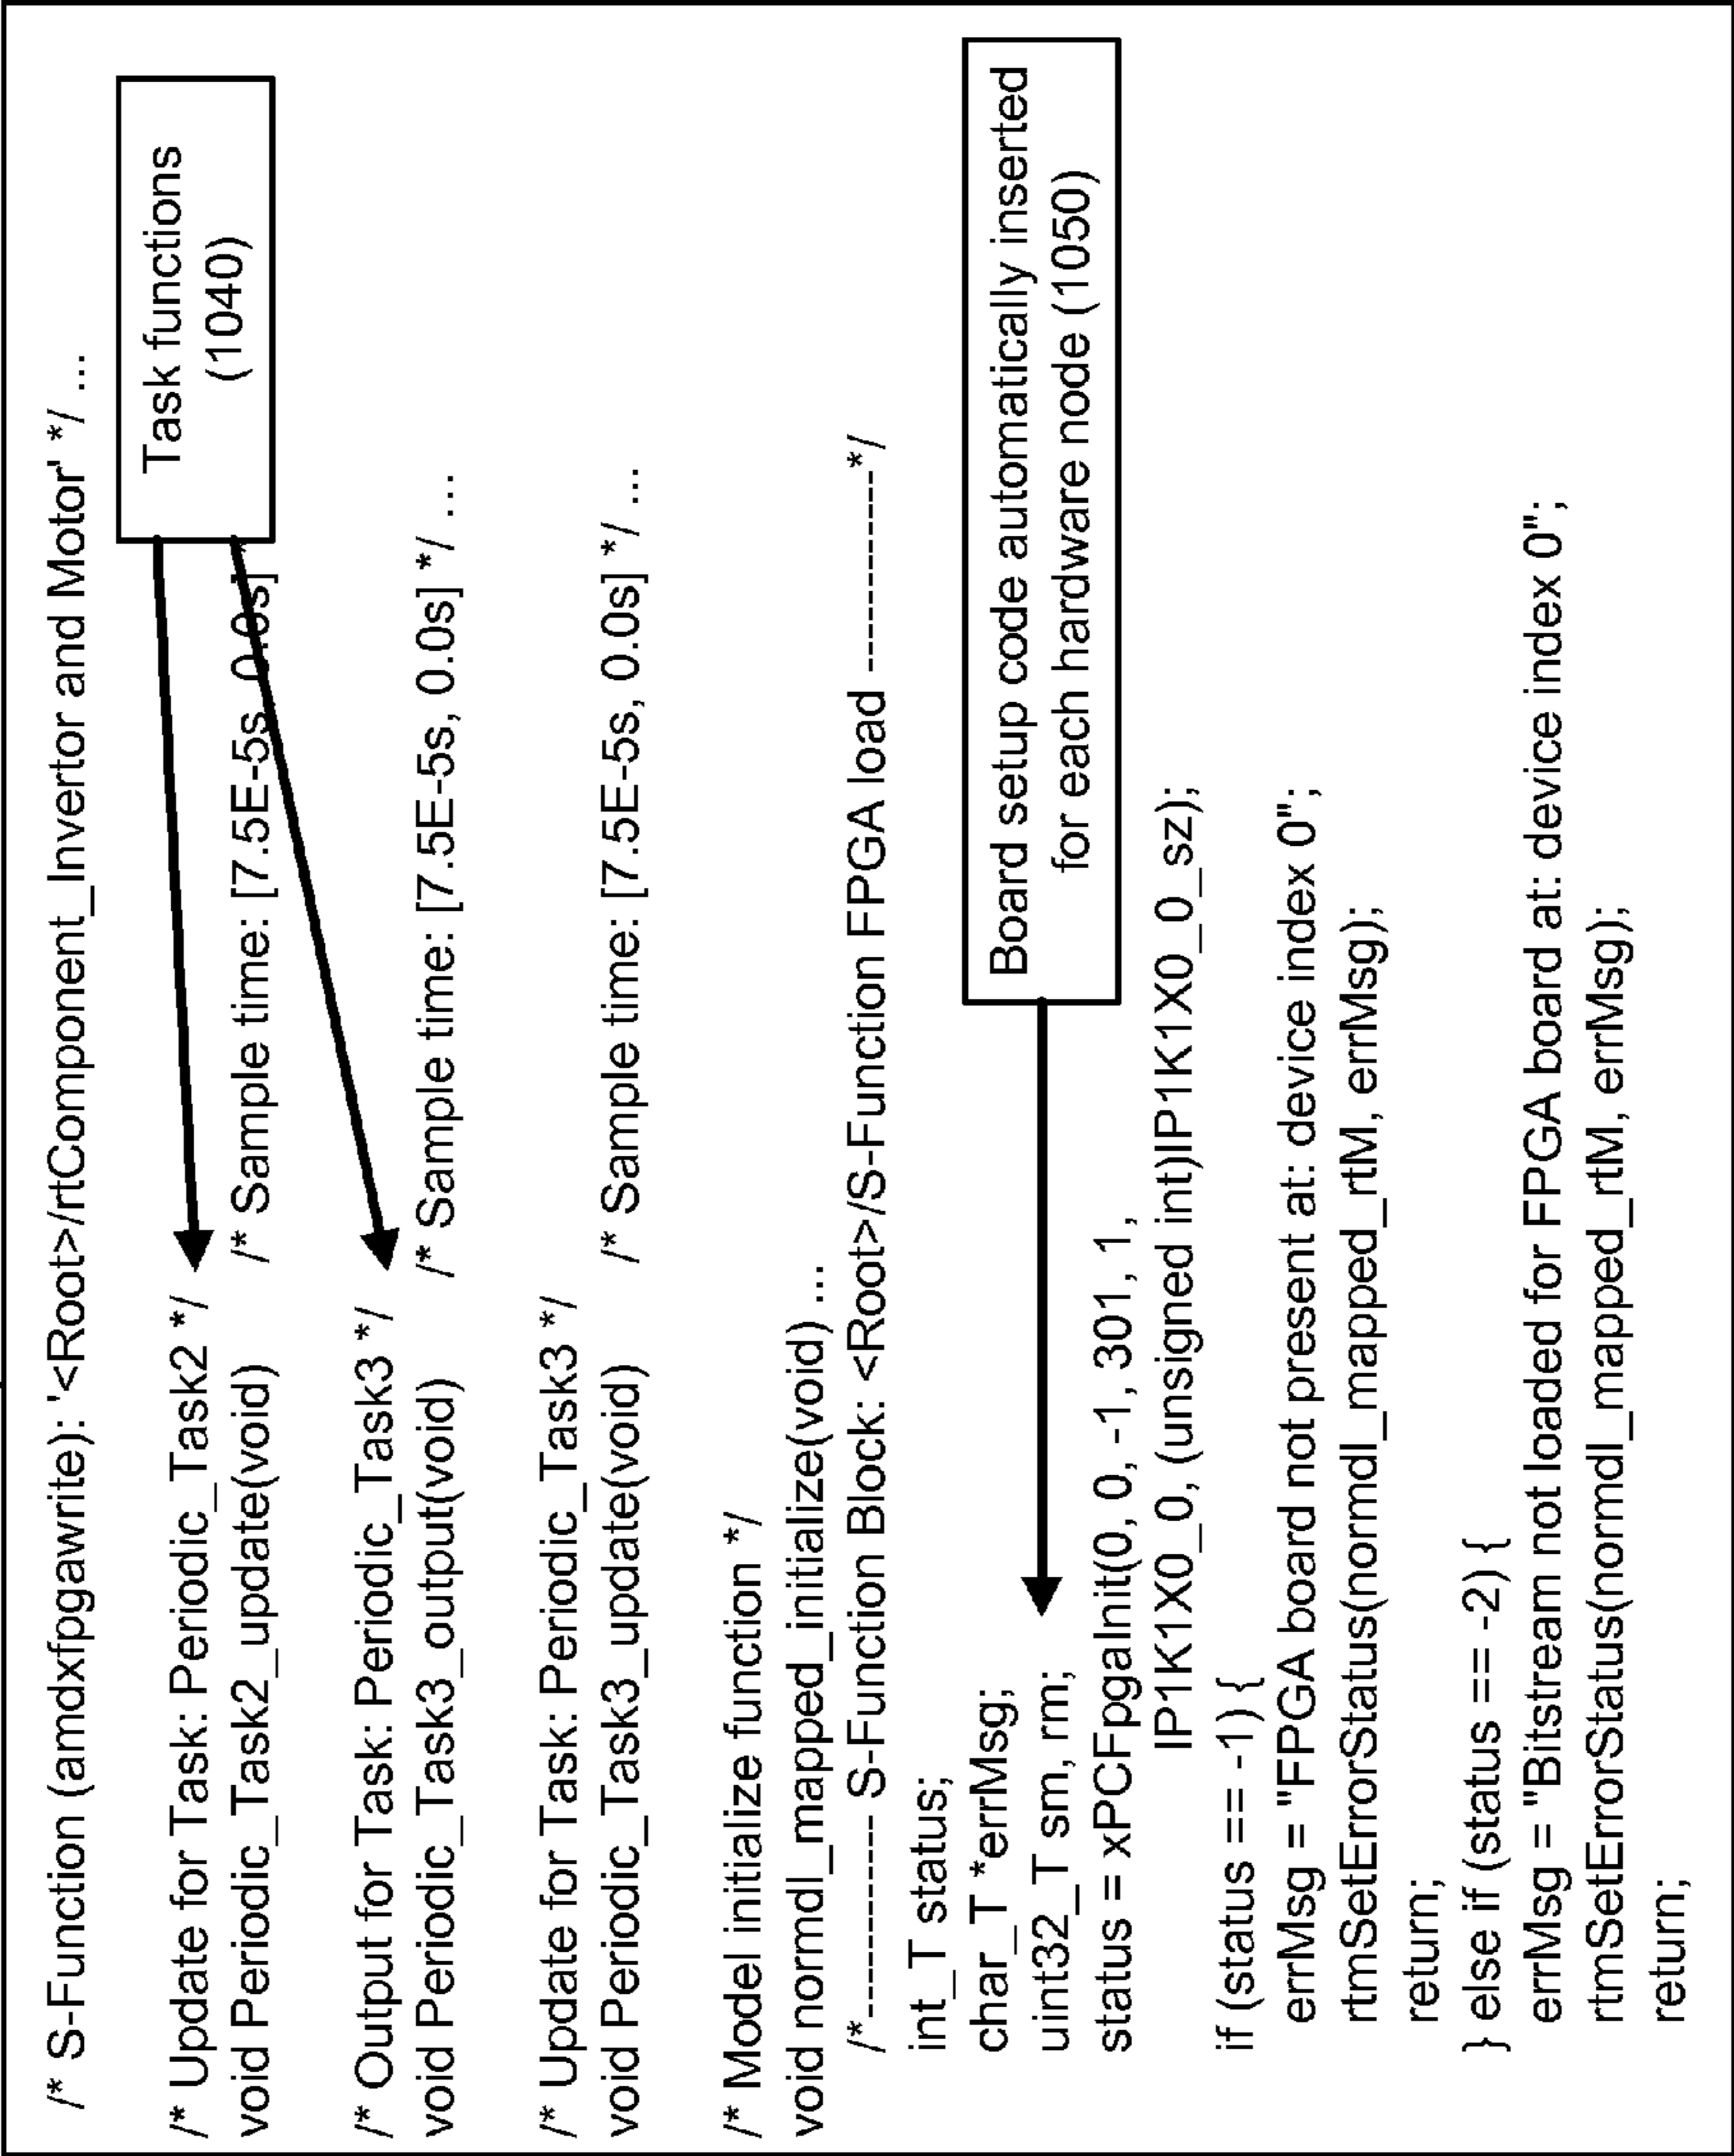 /* S-Function (amdxfpgawrite): '<Root>/rtComponent_Invertor and Motor' */ ...
Task functions
(1040)
/* Update for Task: Periodic_Task2 */
void Periodic_Task2_update(void) /* Sample time: [7.5E-5s, 0.0s]
/* Output for Task: Periodic_Task3 */
void Periodic_Task3_output(void) /* Sample time: [7.5E-5s, 0.0s] */ ...
/* Update for Task: Periodic_Task3 */
void Periodic_Task3_update(void) /* Sample time: [7.5E-5s, 0.0s] */ ...
/* Model initialize function */
void normdl_mapped_initialize(void) ...
/*------------ S-Function Block: <Root>/S-Function FPGA load ------------*/
int_T status;
char_T *errMsg;
uint32_T sm, rm;
Board setup code automatically inserted
for each hardware node (1050)
status = xPCFpgaInit(0, 0, -1, 301, 1,
IP1K1X0_0, (unsigned int)IP1K1X0_0_sz);
if (status == -1) {
errMsg = "FPGA board not present at: device index 0";
rtmSetErrorStatus(normdl_mapped_rtM, errMsg);
return;
} else if (status == -2) {
errMsg = "Bitstream not loaded for FPGA board at: device index 0";
rtmSetErrorStatus(normdl_mapped_rtM, errMsg);
return;